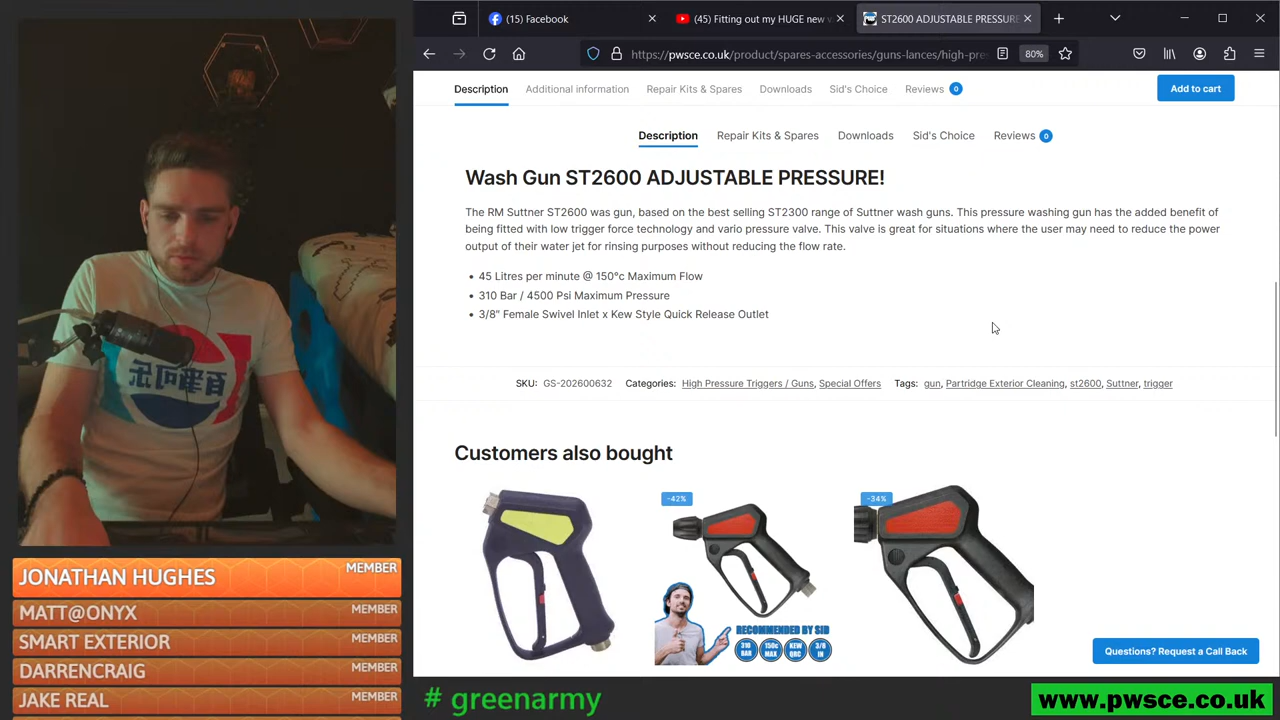 (15) Facebook
(45) Fitting out my HUGE new v
ST2600 ADJUSTABLE PRESSURE
https://pwsce.co.uk/product/spares-accessories/guns-lances/high-pre
80%
Description Additional information Repair Kits & Spares Downloads Sid's Choice Reviews 0
Add to cart
Description Repair Kits & Spares Downloads Sid's Choice Reviews 0
Wash Gun ST2600 ADJUSTABLE PRESSURE!
The RM Suttner ST2600 was gun, based on the best selling ST2300 range of Suttner wash guns. This pressure washing gun has the added benefit of
being fitted with low trigger force technology and vario pressure valve. This valve is great for situations where the user may need to reduce the power
output of their water jet for rinsing purposes without reducing the flow rate.
• 45 Litres per minute @ 150°c Maximum Flow
• 310 Bar / 4500 Psi Maximum Pressure
• 3/8" Female Swivel Inlet x Kew Style Quick Release Outlet
SKU: GS-202600632 Categories: High Pressure Triggers / Guns, Special Offers Tags: gun, Partridge Exterior Cleaning, st2600, Suttner, trigger
Customers also bought
-42%
-34%
RECOMMENDED BY SID
310 BAR 150c MAX KEW QRC 3/8 IN
Questions? Request a Call Back
JONATHAN HUGHES MEMBER
MATT@ONYX MEMBER
SMART EXTERIOR MEMBER
DARRENCRAIG MEMBER
JAKE REAL MEMBER
# greenarmy
www.pwsce.co.uk